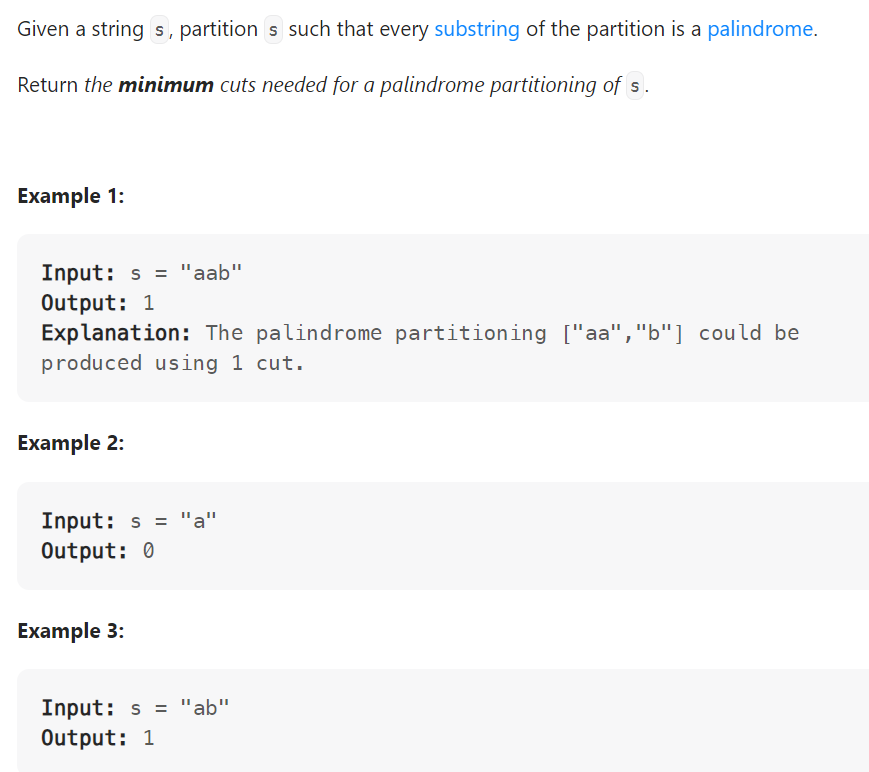 Given a string s, partition s such that every substring of the partition is a palindrome.
Return the minimum cuts needed for a palindrome partitioning of s.
Example 1:
Input: s = "aab"
Output: 1
Explanation: The palindrome partitioning ["aa","b"] could be
produced using 1 cut.
Example 2:
Input: s = "a"
Output: 0
Example 3:
Input: s = "ab"
Output: 1